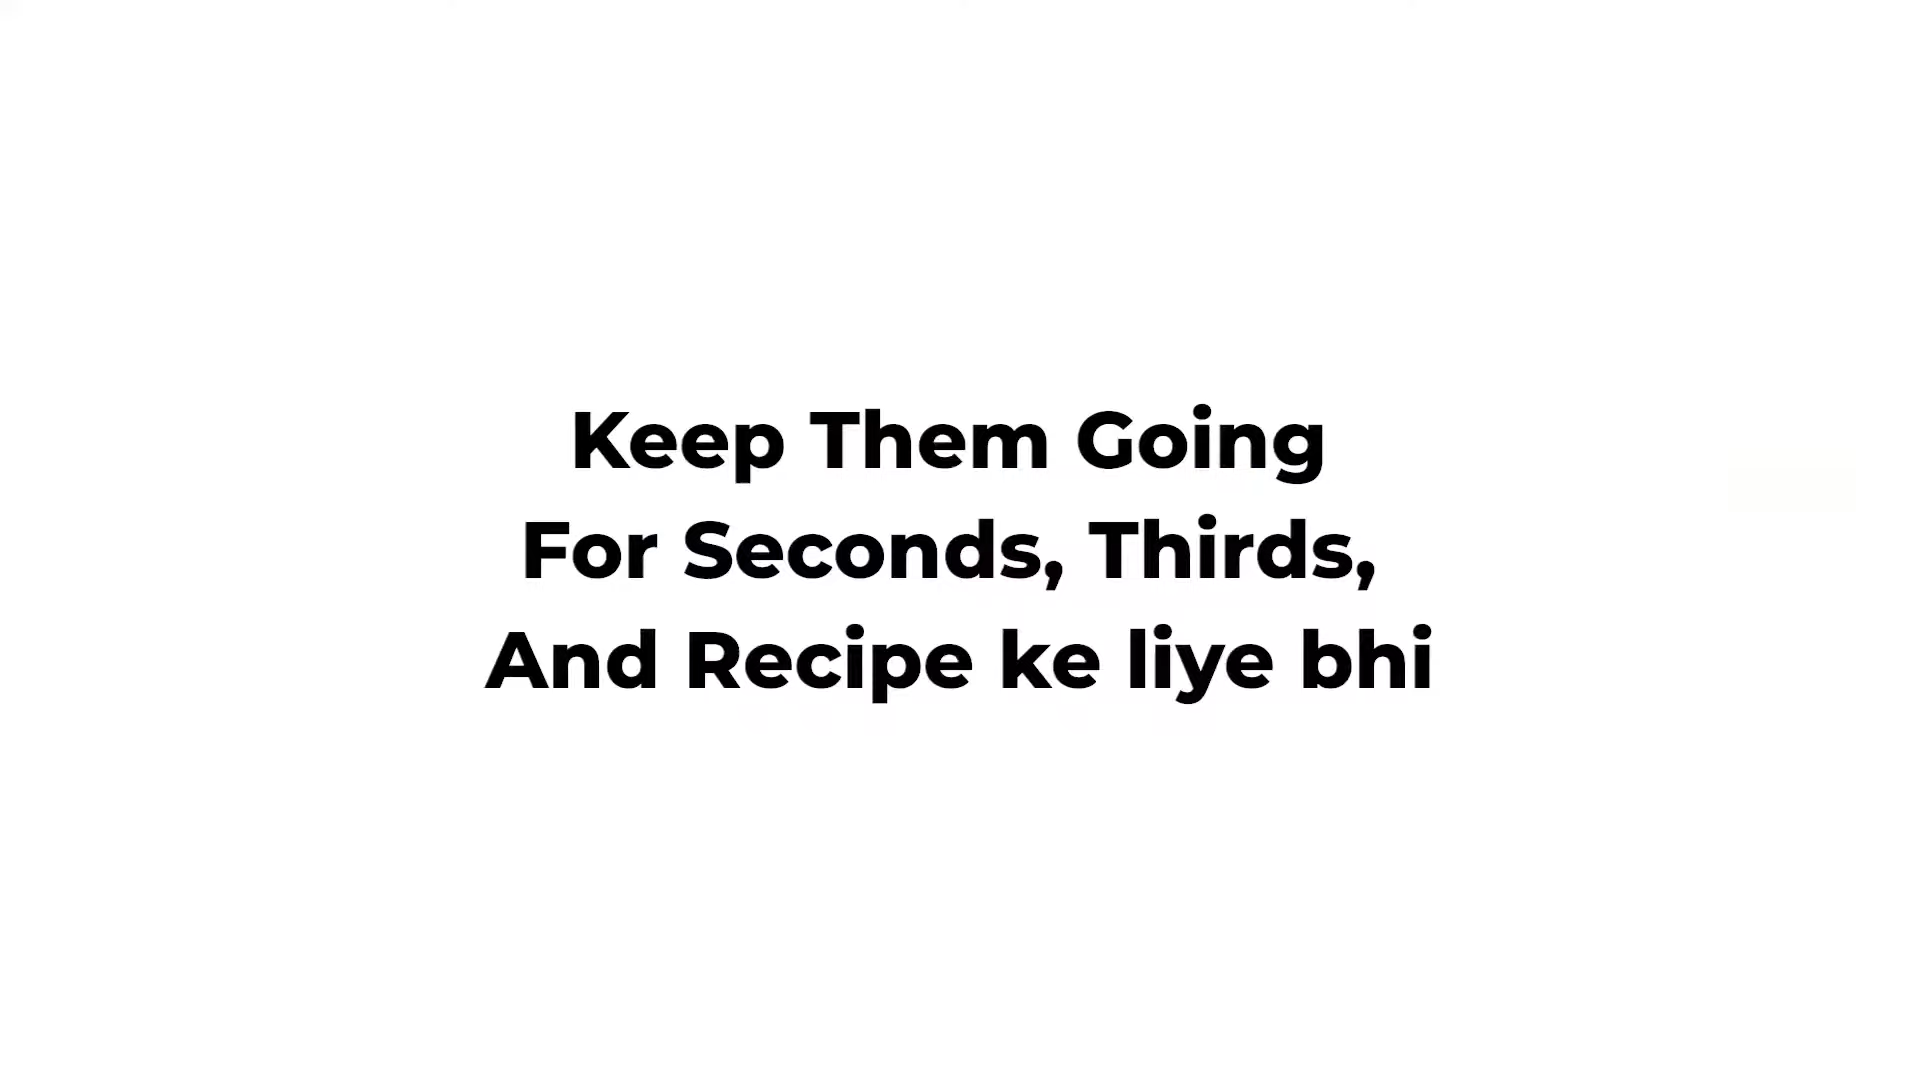 Keep Them Going
For Seconds, Thirds,
And Recipe ke liye bhi